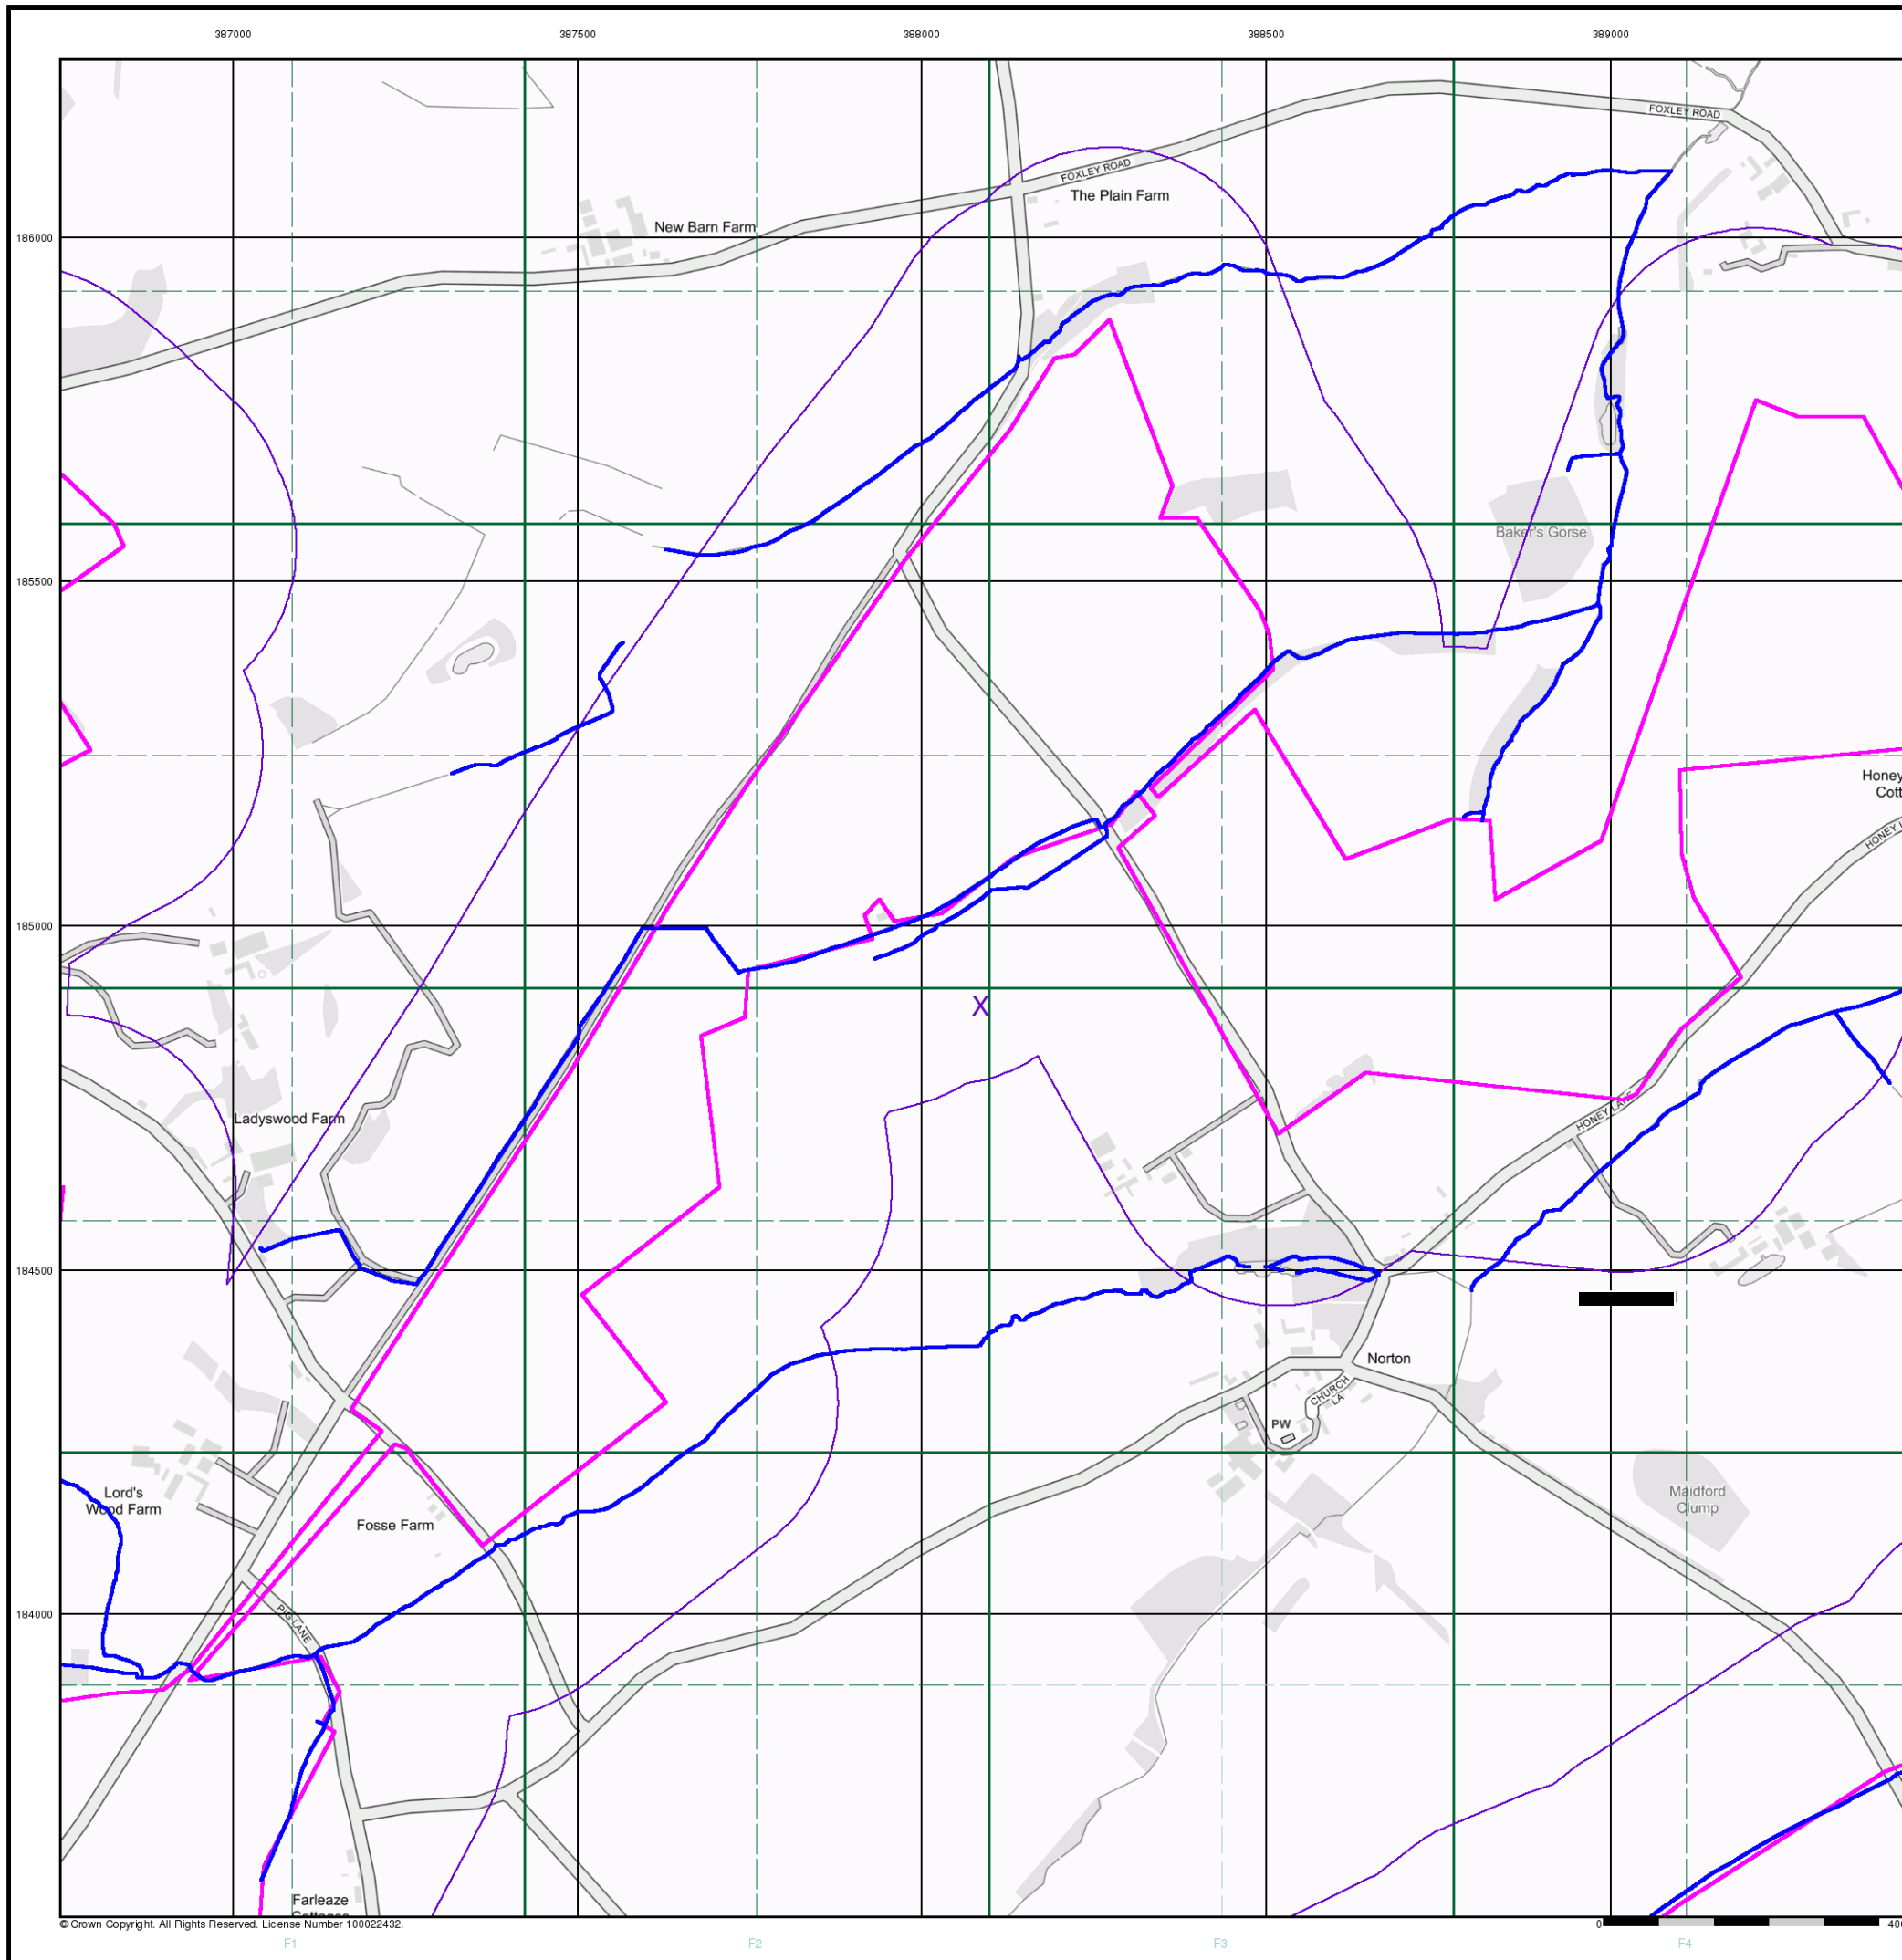 387000 387500 388000 388500 389000
FOXLEY ROAD
FOXLEY ROAD
The Plain Farm
New Barn Farm
186000
Baker's Gorse
185500
Honey
Cott
HONEY
185000
X
Ladyswood Farm
HONEY LANE
184500
Norton
CHURCH
LA
PW
Lord's
Wood Farm
Maidford
Clump
Fosse Farm
184000
PIG LANE
Farleaze
Cottages
© Crown Copyright. All Rights Reserved. License Number 100022432.
0
F1 F2 F3 F4